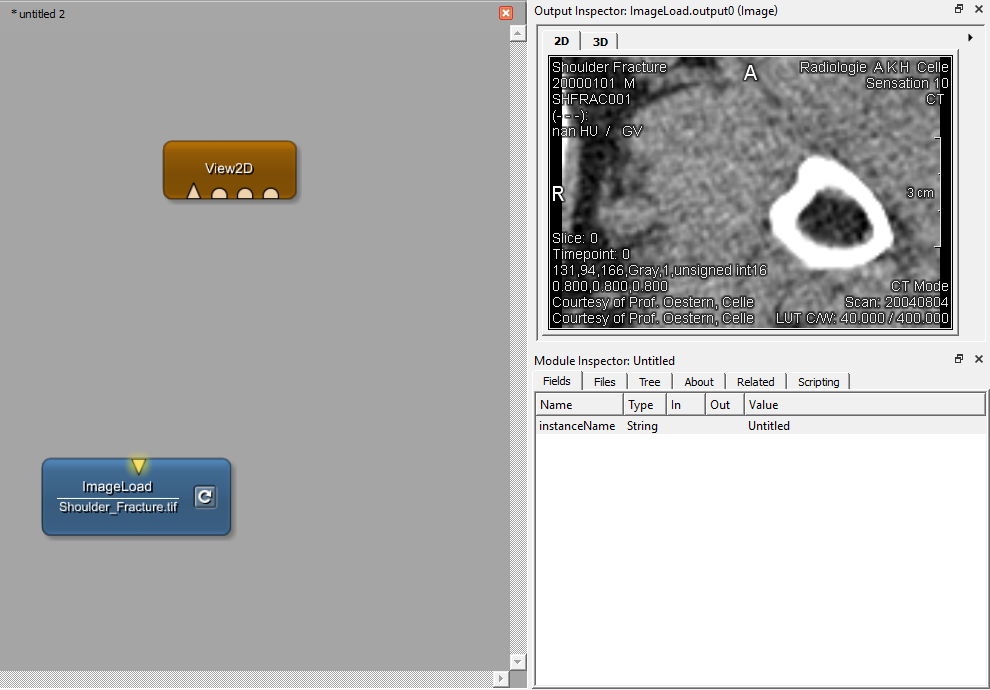 * untitled 2
View2D
ImageLoad
Shoulder_Fracture.tif
Output Inspector: ImageLoad.output0 (Image)
2D 3D
Shoulder Fracture
20000101 M
SHFRAC001
(- - -):
nan HU / GV
A
Radiologie A K H Celle
Sensation 10
CT
R
3 cm
Slice: 0
Timepoint: 0
131,94,166,Gray,1,unsigned int16
0.800,0.800,0.800
Courtesy of Prof. Oestern, Celle
Courtesy of Prof. Oestern, Celle
CT Mode
Scan: 20040804
LUT C/W: 40.000 / 400.000
Module Inspector: Untitled
Fields Files Tree About Related Scripting
Name Type In Out Value
instanceName String Untitled